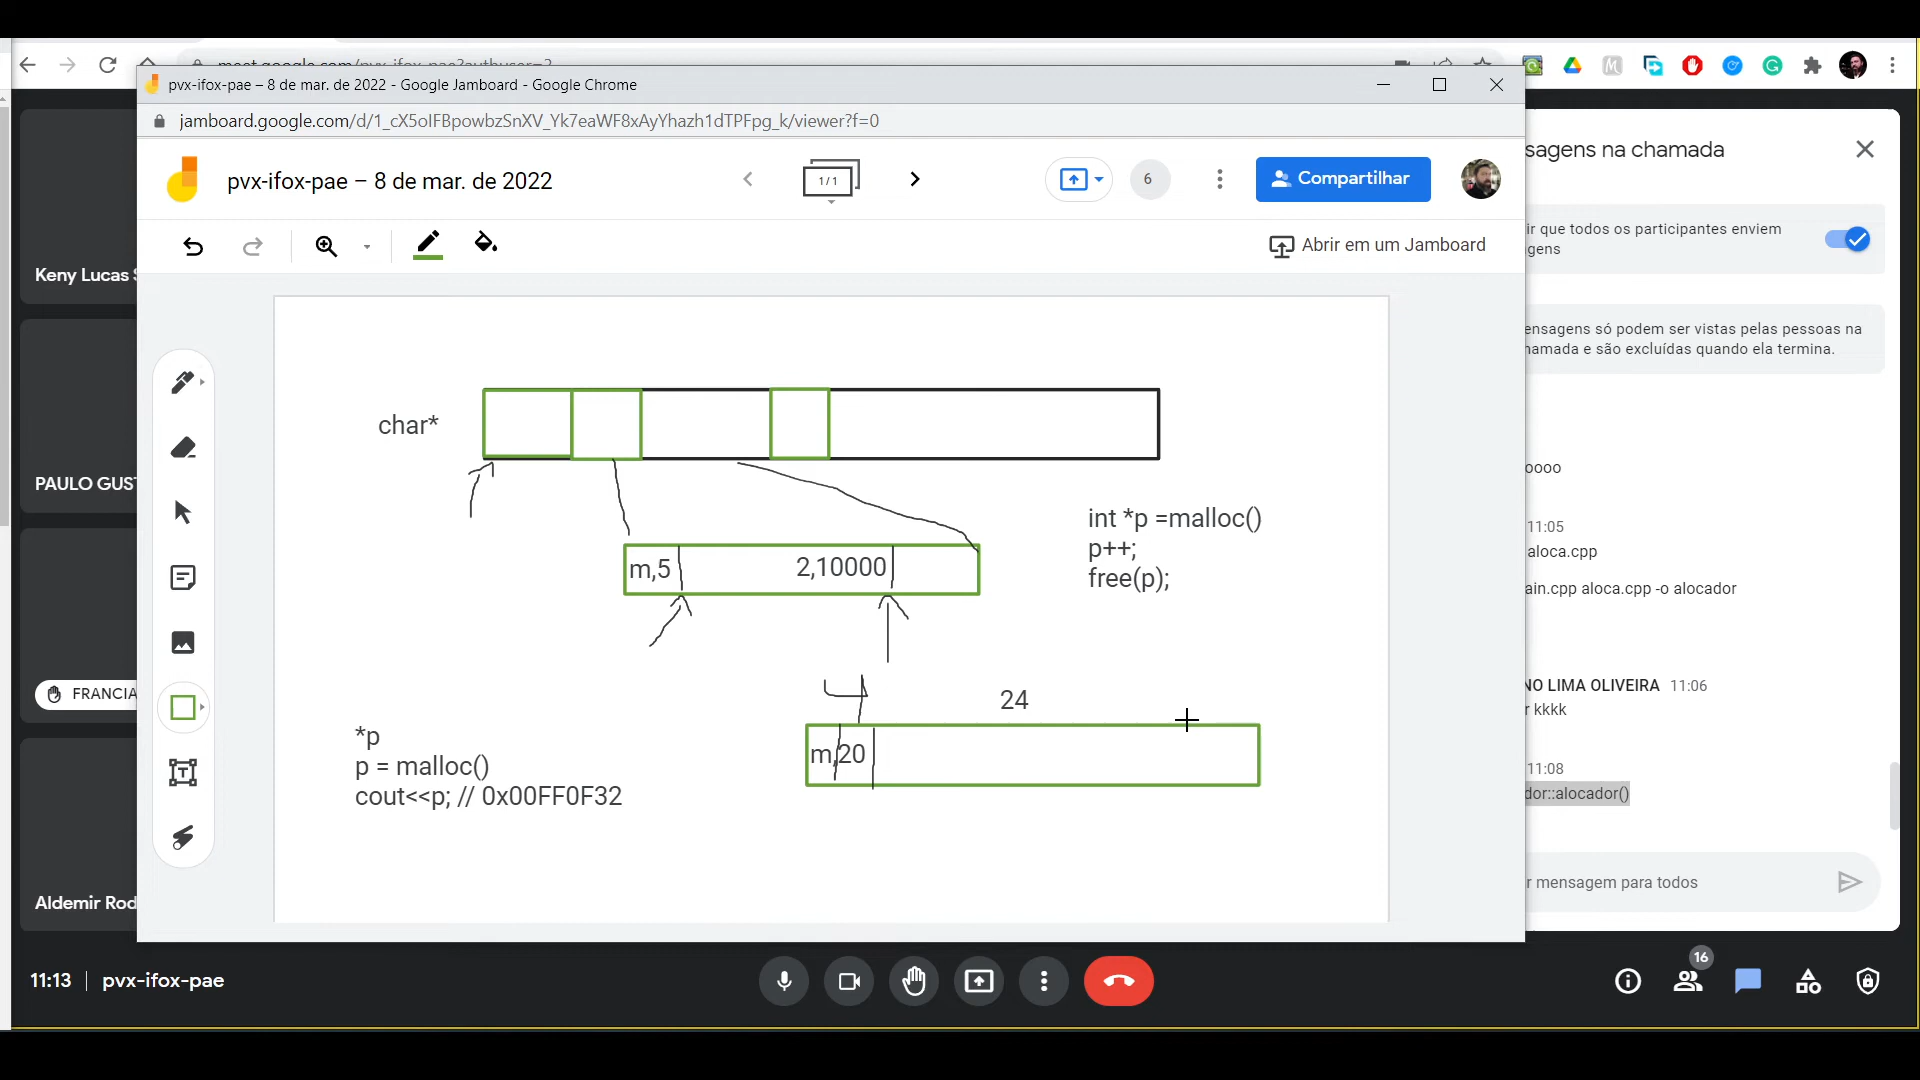 pvx-ifox-pae – 8 de mar. de 2022 - Google Jamboard - Google Chrome
jamboard.google.com/d/1_cX5oIFBpowbzSnXV_Yk7eaWF8xAyYhazh1dTPFpg_k/viewer?f=0
pvx-ifox-pae – 8 de mar. de 2022
1/1
6
Compartilhar
Abrir em um Jamboard
char*
int *p =malloc()
p++;
free(p);
m,5
2,10000
4
24
m,20
*p
p = malloc()
cout<<p; // 0x00FF0F32
Keny Lucas
PAULO
FRANCIA
Aldemir Rod
sagens na chamada
ir que todos os participantes enviem
gens
ensagens só podem ser vistas pelas pessoas na
hamada e são excluídas quando ela termina.
oooo
11:05
aloca.cpp
ain.cpp aloca.cpp -o alocador
NO LIMA OLIVEIRA 11:06
r kkkk
11:08
dor::alocador()
r mensagem para todos
11:13
pvx-ifox-pae
16